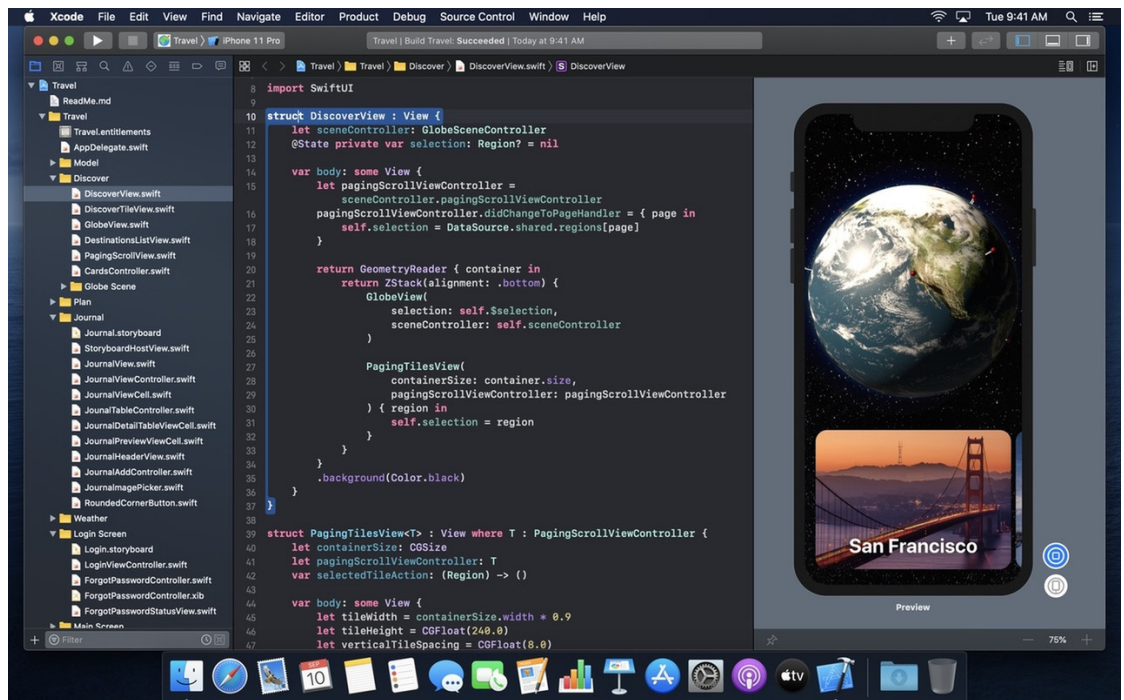 Xcode File Edit View Find Navigate Editor Product Debug Source Control Window Help
Tue 9:41 AM
Travel 〉 iPhone 11 Pro
Travel | Build Travel: Succeeded | Today at 9:41 AM
Travel 〉 Travel 〉 Discover 〉 DiscoverView.swift 〉 S DiscoverView
Travel
ReadMe.md
Travel
Travel.entitlements
AppDelegate.swift
Model
Discover
DiscoverView.swift
DiscoverTileView.swift
GlobeView.swift
DestinationsListView.swift
PagingScrollView.swift
CardsController.swift
Globe Scene
Plan
Journal
Journal.storyboard
StoryboardHostView.swift
JournalView.swift
JournalViewController.swift
JournalViewCell.swift
JounalTableController.swift
JournalDetailTableViewCell.swift
JournalPreviewViewCell.swift
JournalHeaderView.swift
JournalAddController.swift
JournalmagePicker.swift
RoundedCornerButton.swift
Weather
Login Screen
Login.storyboard
LoginViewController.swift
ForgotPasswordController.swift
ForgotPasswordController.xib
ForgotPasswordStatusView.swift
Main Screen
Filter
8 import SwiftUI
9
10 struct DiscoverView : View {
11 let sceneController: GlobeSceneController
12 @State private var selection: Region? = nil
13
14 var body: some View {
15 let pagingScrollViewController =
sceneController.pagingScrollViewController
16 pagingScrollViewController.didChangeToPageHandler = { page in
17 self.selection = DataSource.shared.regions[page]
18 }
19
20 return GeometryReader { container in
21 return ZStack(alignment: .bottom) {
22 GlobeView(
23 selection: self.$selection,
24 sceneController: self.sceneController
25 )
26
27 PagingTilesView(
28 containerSize: container.size,
29 pagingScrollViewController: pagingScrollViewController
30 ) { region in
31 self.selection = region
32 }
33 }
34 }
35 .background(Color.black)
36 }
37 }
38
39 struct PagingTilesView<T> : View where T : PagingScrollViewController {
40 let containerSize: CGSize
41 let pagingScrollViewController: T
42 var selectedTileAction: (Region) -> ()
43
44 var body: some View {
45 let tileWidth = containerSize.width * 0.9
46 let tileHeight = CGFloat(240.0)
47 let verticalTileSpacing = CGFloat(8.0)
San Francisco
Preview
75%
SEP
10
tv